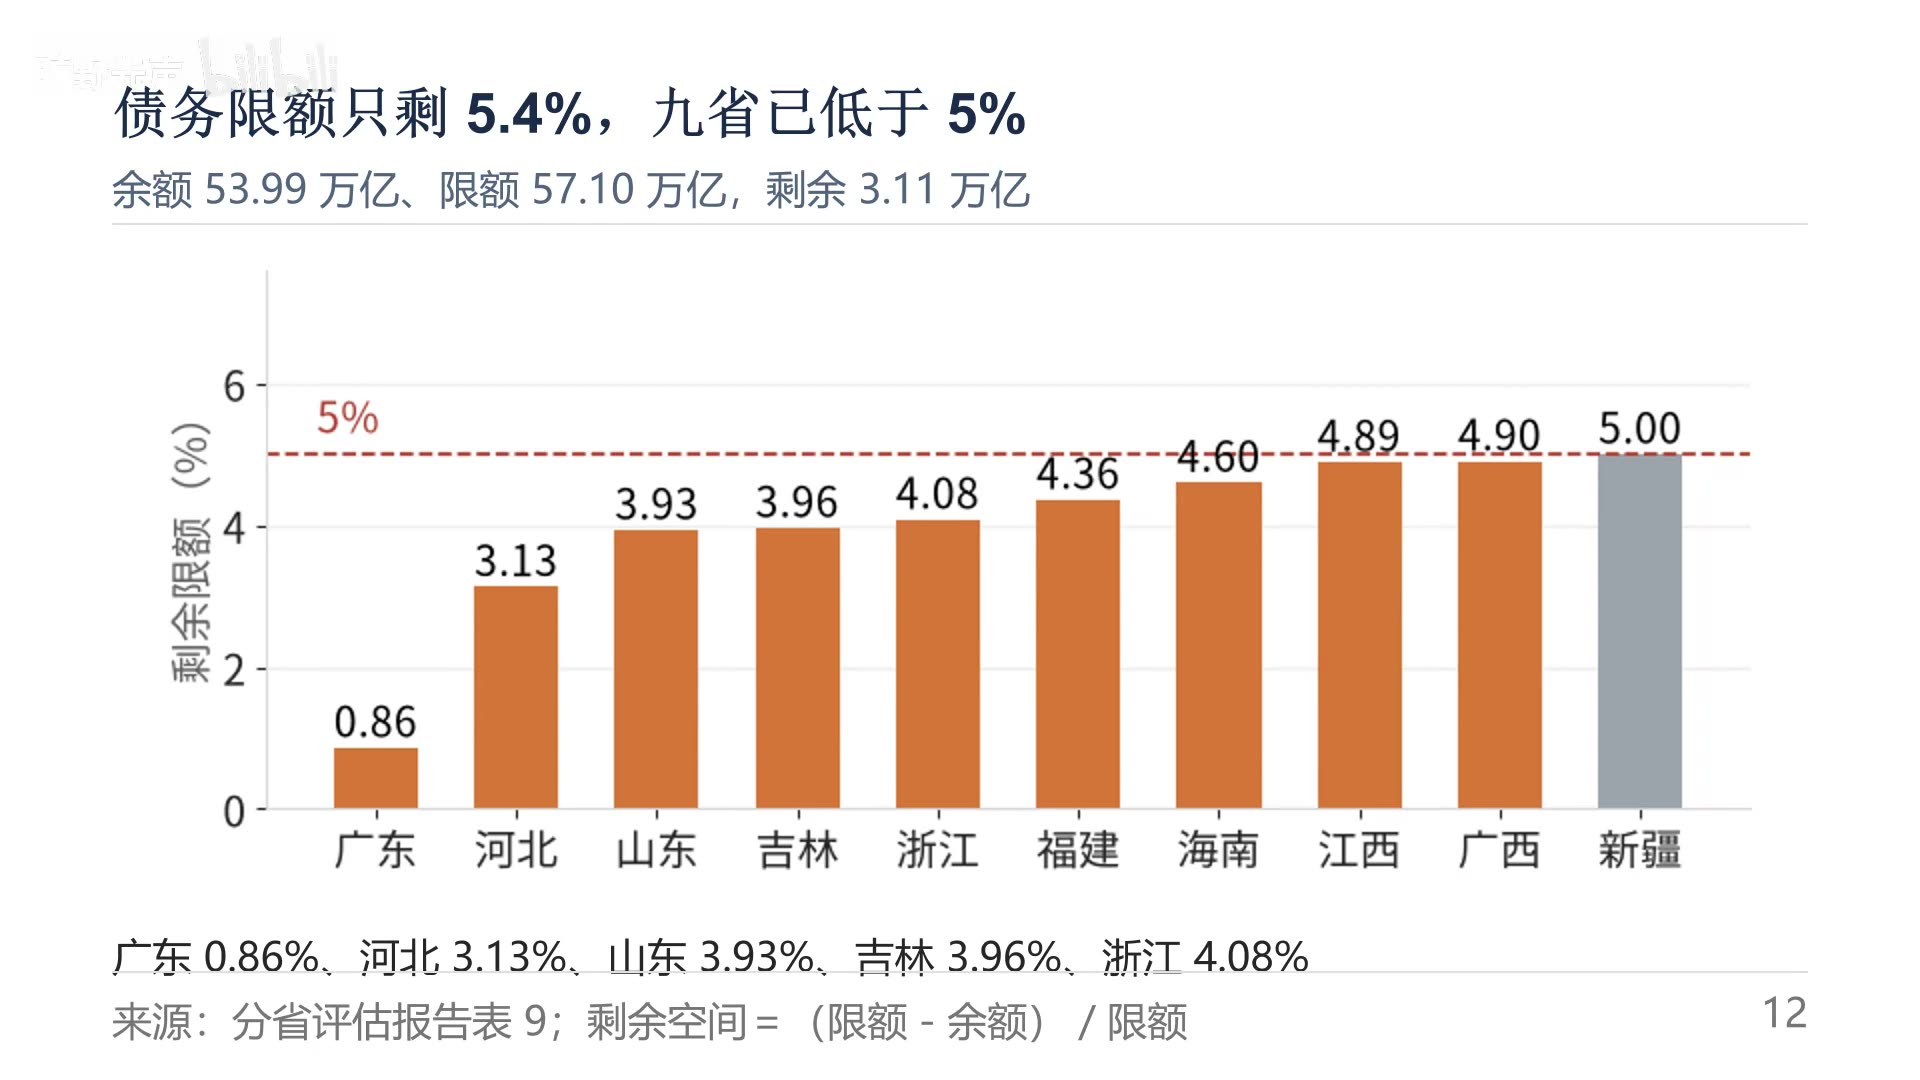 bilibili
债务限额只剩 5.4%，九省已低于 5%
余额 53.99 万亿、限额 57.10 万亿，剩余 3.11 万亿
剩余限额（%）
6
4
2
0
5%
0.86
3.13
3.93
3.96
4.08
4.36
4.60
4.89
4.90
5.00
广东 河北 山东 吉林 浙江 福建 海南 江西 广西 新疆
广东 0.86%、河北 3.13%、山东 3.93%、吉林 3.96%、浙江 4.08%
来源：分省评估报告表 9；剩余空间 =（限额 - 余额） / 限额
12